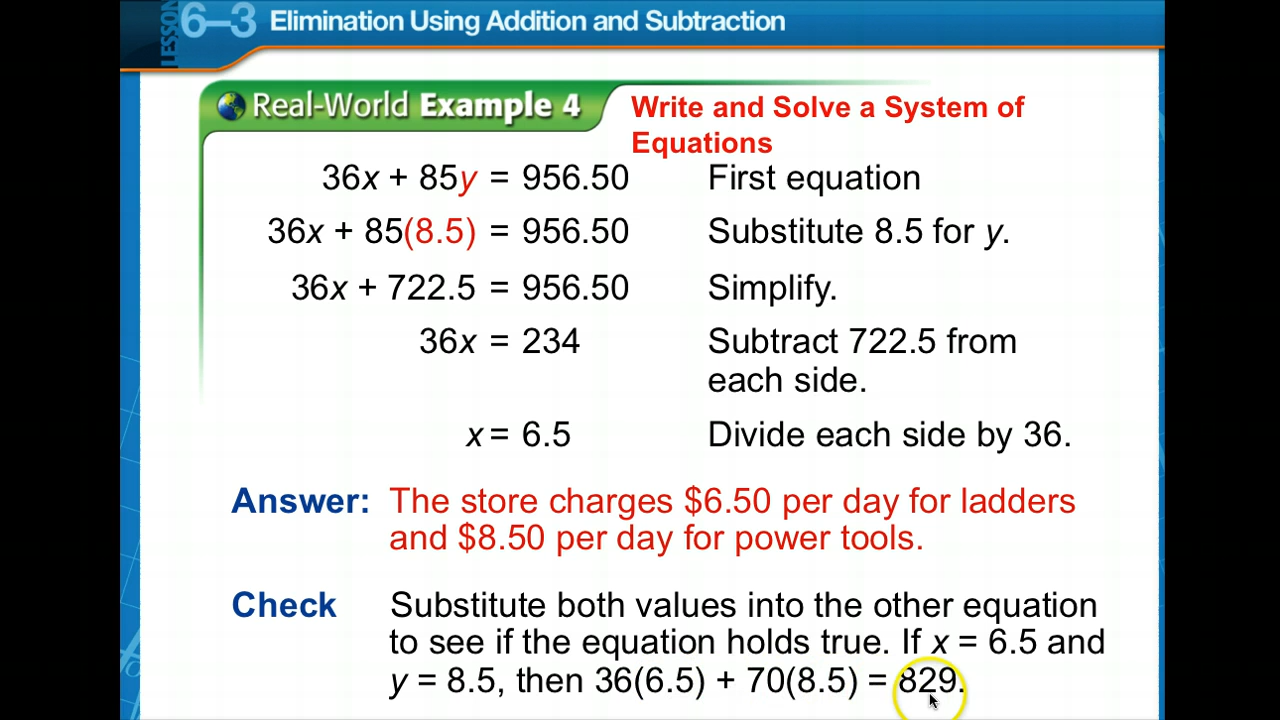 LESSON 6–3 Elimination Using Addition and Subtraction
Real-World Example 4
Write and Solve a System of
Equations
36x + 85y = 956.50 First equation
36x + 85(8.5) = 956.50 Substitute 8.5 for y.
36x + 722.5 = 956.50 Simplify.
36x = 234 Subtract 722.5 from
each side.
x = 6.5 Divide each side by 36.
Answer: The store charges $6.50 per day for ladders
and $8.50 per day for power tools.
Check Substitute both values into the other equation
to see if the equation holds true. If x = 6.5 and
y = 8.5, then 36(6.5) + 70(8.5) = 829.